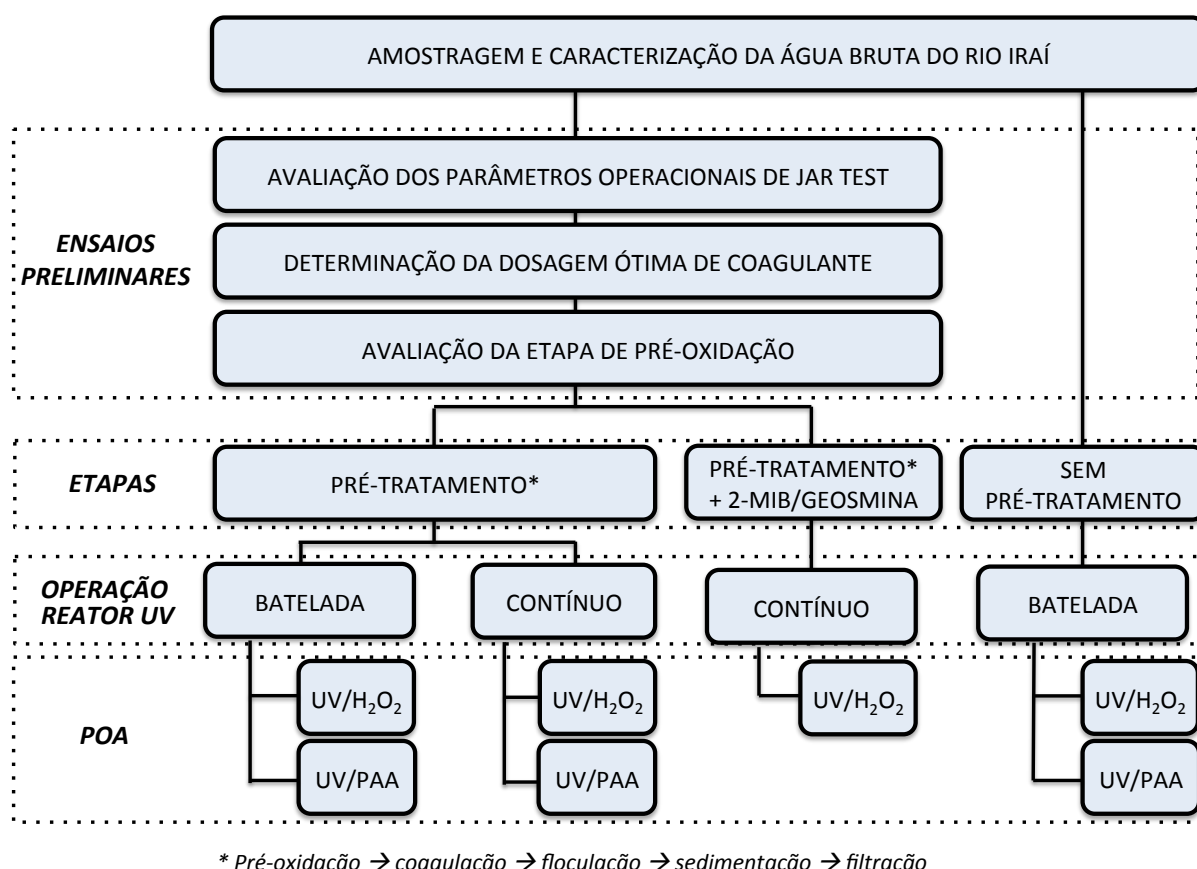 AMOSTRAGEM E CARACTERIZAÇÃO DA ÁGUA BRUTA DO RIO IRAÍ
ENSAIOS
PRELIMINARES
AVALIAÇÃO DOS PARÂMETROS OPERACIONAIS DE JAR TEST
DETERMINAÇÃO DA DOSAGEM ÓTIMA DE COAGULANTE
AVALIAÇÃO DA ETAPA DE PRÉ-OXIDAÇÃO
ETAPAS
PRÉ-TRATAMENTO*
PRÉ-TRATAMENTO*
+ 2-MIB/GEOSMINA
SEM
PRÉ-TRATAMENTO
OPERAÇÃO
REATOR UV
BATELADA
CONTÍNUO
CONTÍNUO
BATELADA
POA
UV/H₂O₂
UV/H₂O₂
UV/H₂O₂
UV/H₂O₂
UV/PAA
UV/PAA
UV/PAA
* Pré-oxidação → coagulação → floculação → sedimentação → filtração